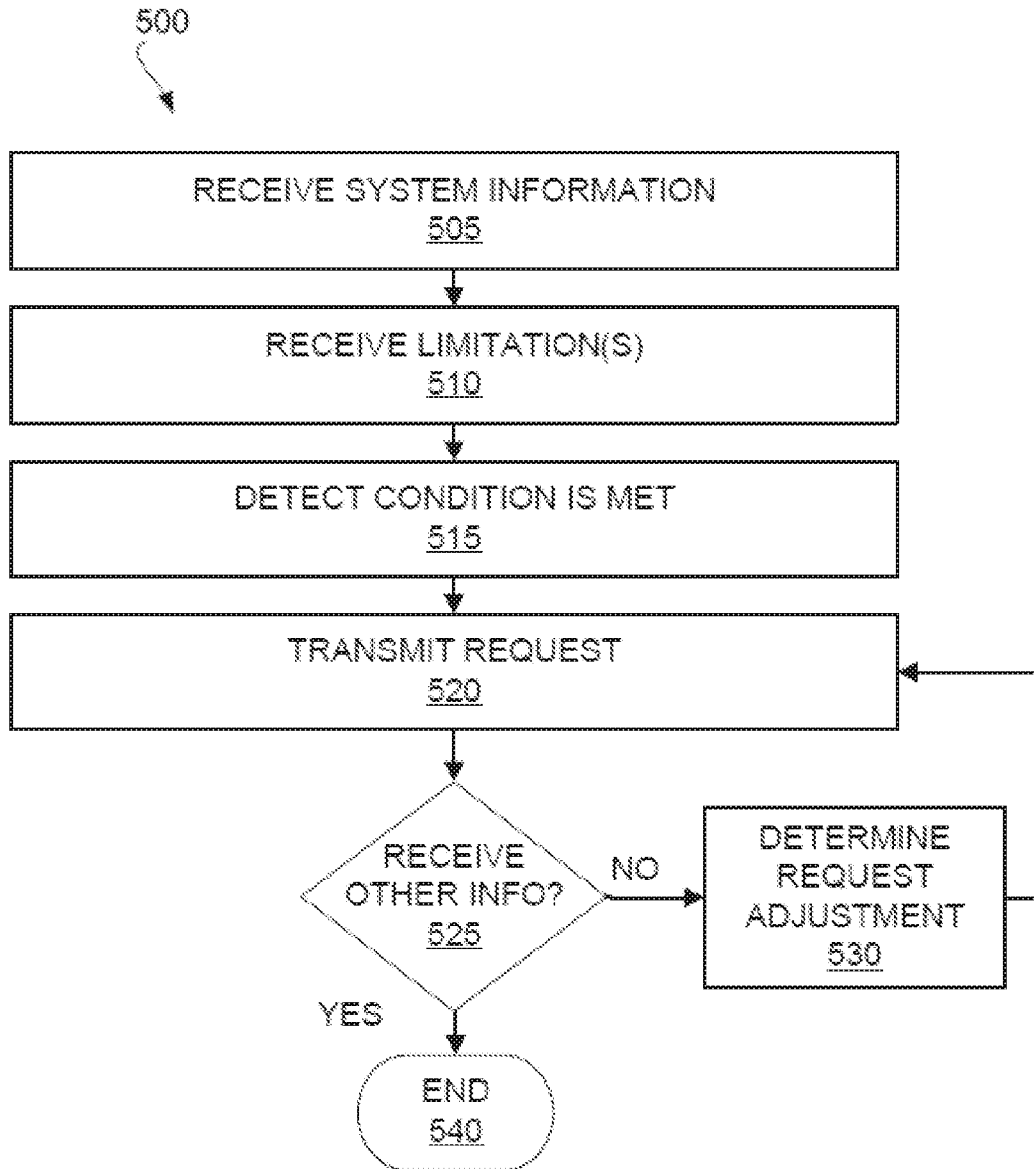 500
RECEIVE SYSTEM INFORMATION
505
RECEIVE LIMITATION(S)
510
DETECT CONDITION IS MET
515
TRANSMIT REQUEST
520
RECEIVE
OTHER INFO?
525
NO
DETERMINE
REQUEST
ADJUSTMENT
530
YES
END
540